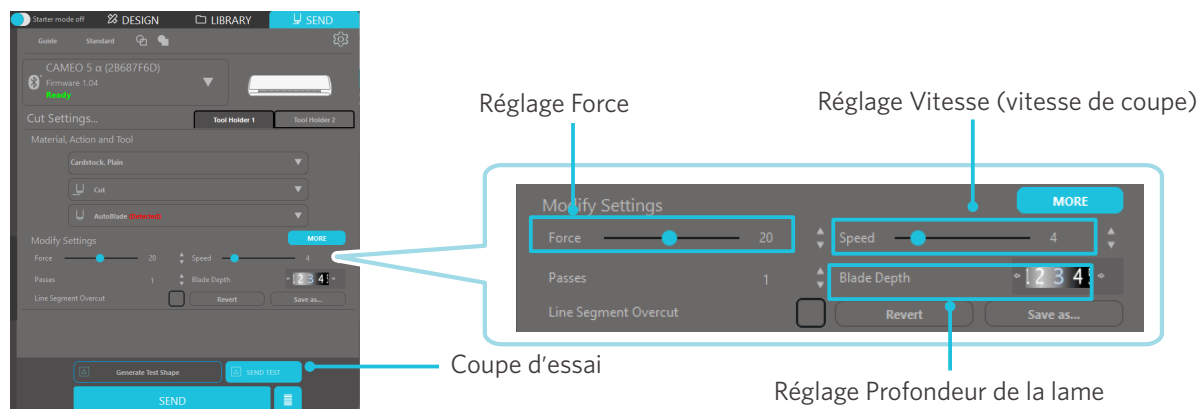 Starter mode off DESIGN LIBRARY SEND
Guide Standard
CAMEO 5 α (2B687F6D)
Firmware 1.04
Ready
Cut Settings... Tool Holder 1 Tool Holder 2
Material, Action and Tool
Cardstock, Plain
Cut
AutoBlade (Detected)
Modify Settings MORE
Force 20 Speed 4
Passes 1 Blade Depth 2 3 4
Line Segment Overcut Revert Save as...
Generate Test Shape SEND TEST
SEND
Réglage Force
Réglage Vitesse (vitesse de coupe)
Modify Settings MORE
Force 20 Speed 4
Passes 1 Blade Depth 2 3 4
Line Segment Overcut Revert Save as...
Coupe d'essai
Réglage Profondeur de la lame